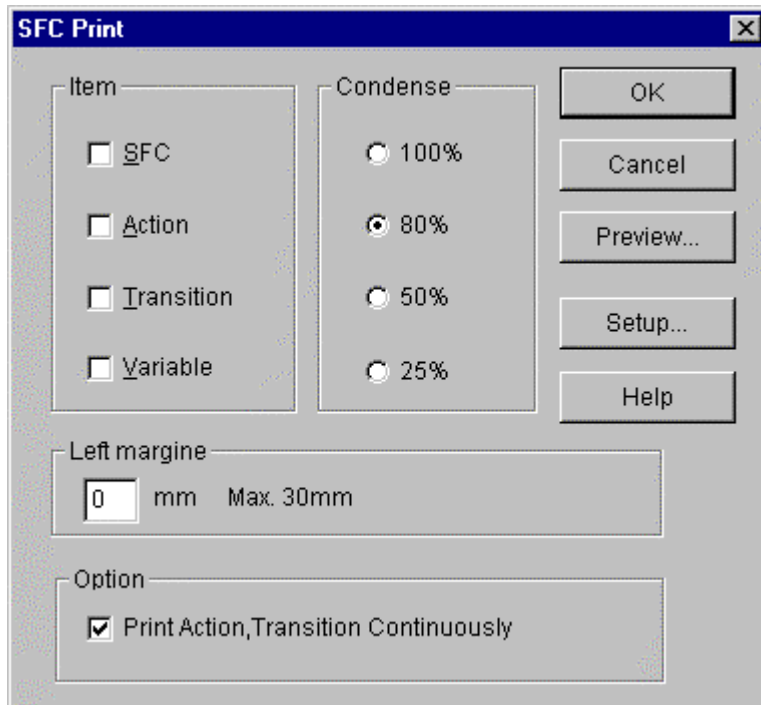 SFC Print
Item
SFC
Action
Transition
Variable
Condense
100%
80%
50%
25%
OK
Cancel
Preview...
Setup...
Help
Left margine
0 mm Max. 30mm
Option
Print Action,Transition Continuously